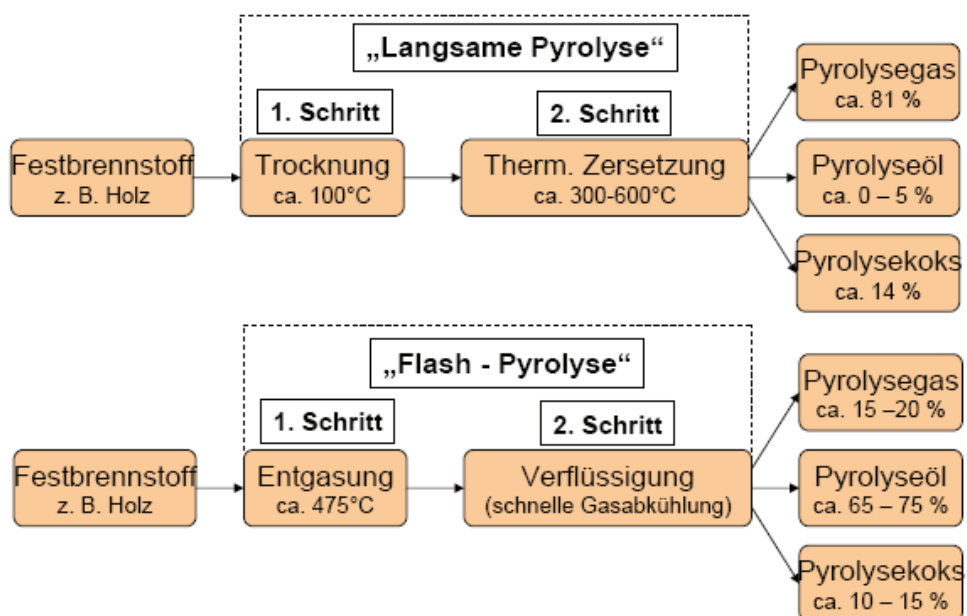 „Langsame Pyrolyse“
1. Schritt
2. Schritt
Festbrennstoff
z. B. Holz
Trocknung
ca. 100°C
Therm. Zersetzung
ca. 300-600°C
Pyrolysegas
ca. 81 %
Pyrolyseöl
ca. 0 – 5 %
Pyrolysekoks
ca. 14 %
„Flash - Pyrolyse“
1. Schritt
2. Schritt
Festbrennstoff
z. B. Holz
Entgasung
ca. 475°C
Verflüssigung
(schnelle Gasabkühlung)
Pyrolysegas
ca. 15 –20 %
Pyrolyseöl
ca. 65 – 75 %
Pyrolysekoks
ca. 10 – 15 %